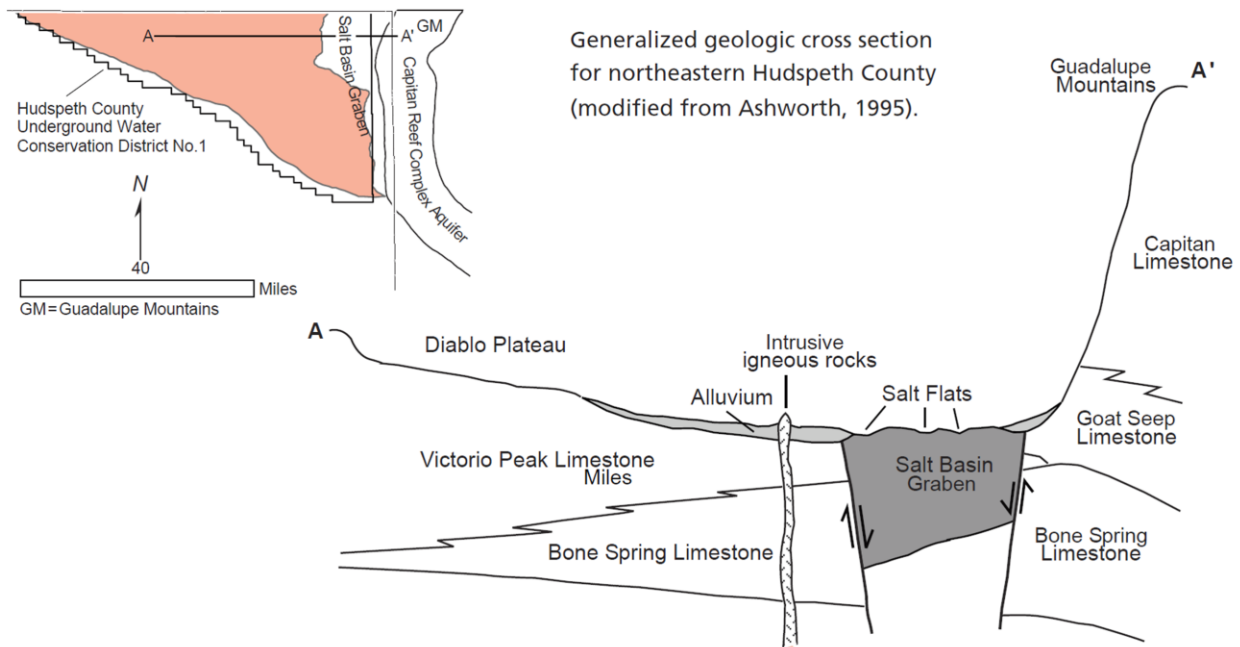 A
A'
GM
Salt Basin Graben
Capitan Reef Complex Aquifer
Hudspeth County
Underground Water
Conservation District No.1
N
40
Miles
GM=Guadalupe Mountains
Generalized geologic cross section
for northeastern Hudspeth County
(modified from Ashworth, 1995).
Guadalupe
Mountains
A'
Capitan
Limestone
A
Diablo Plateau
Intrusive
igneous rocks
Alluvium
Salt Flats
Goat Seep
Limestone
Victorio Peak Limestone
Miles
Salt Basin
Graben
Bone Spring Limestone
Bone Spring
Limestone